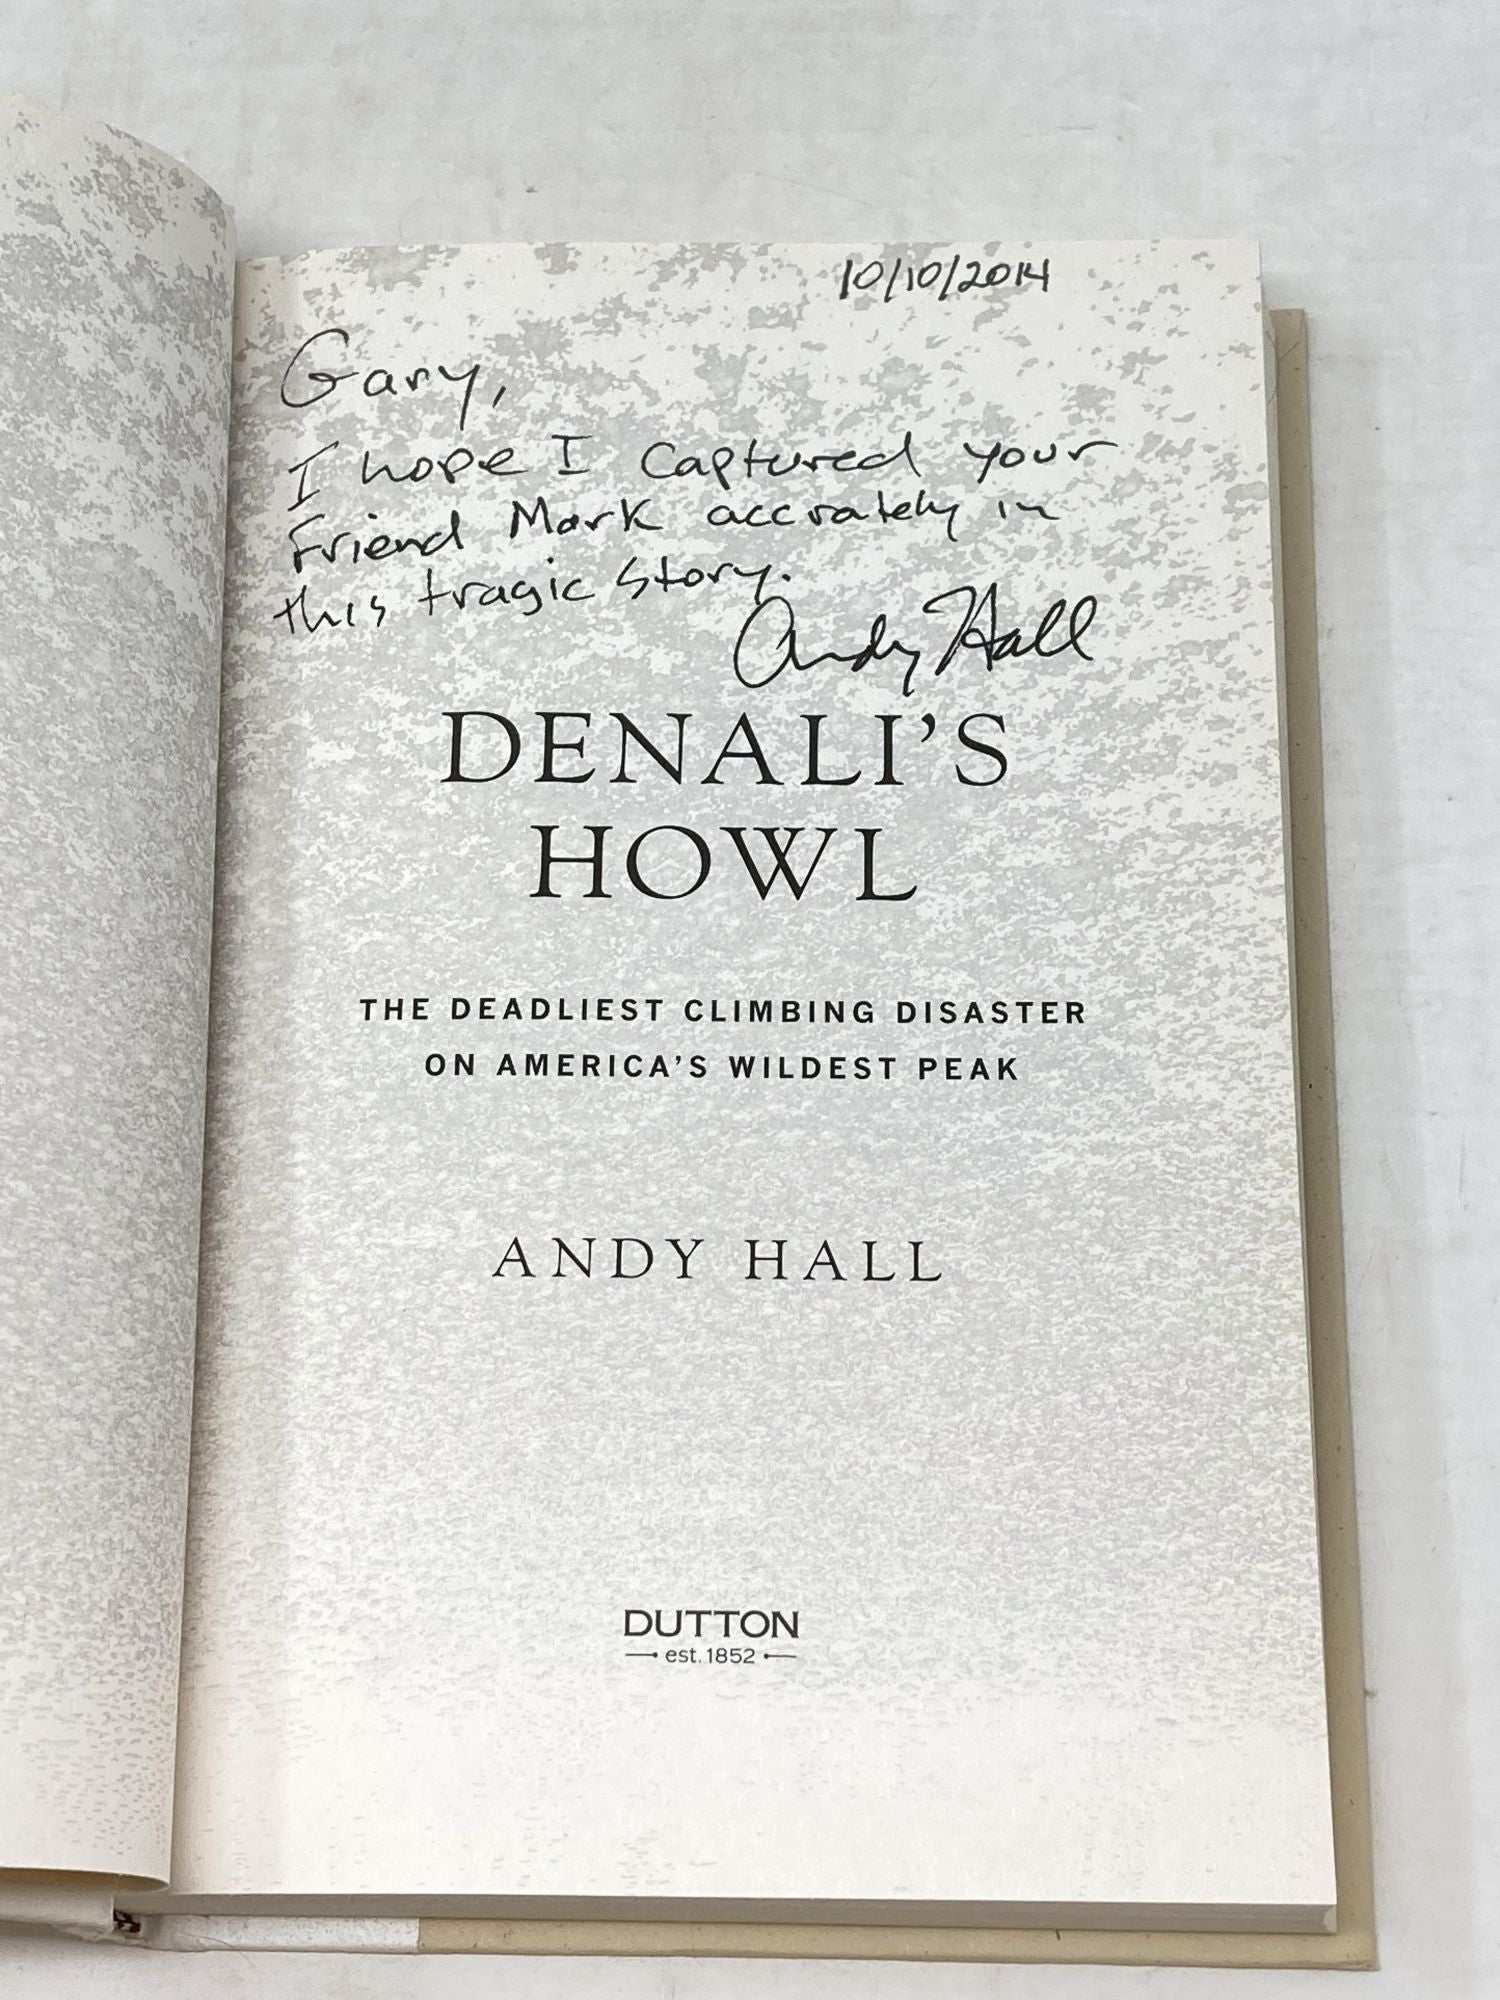 10/10/2014
Gary,
I hope I captured your
Friend Mark accrately in
this tragic story.
Andy Hall
DENALI'S
HOWL
THE DEADLIEST CLIMBING DISASTER
ON AMERICA'S WILDEST PEAK
ANDY HALL
DUTTON
est. 1852